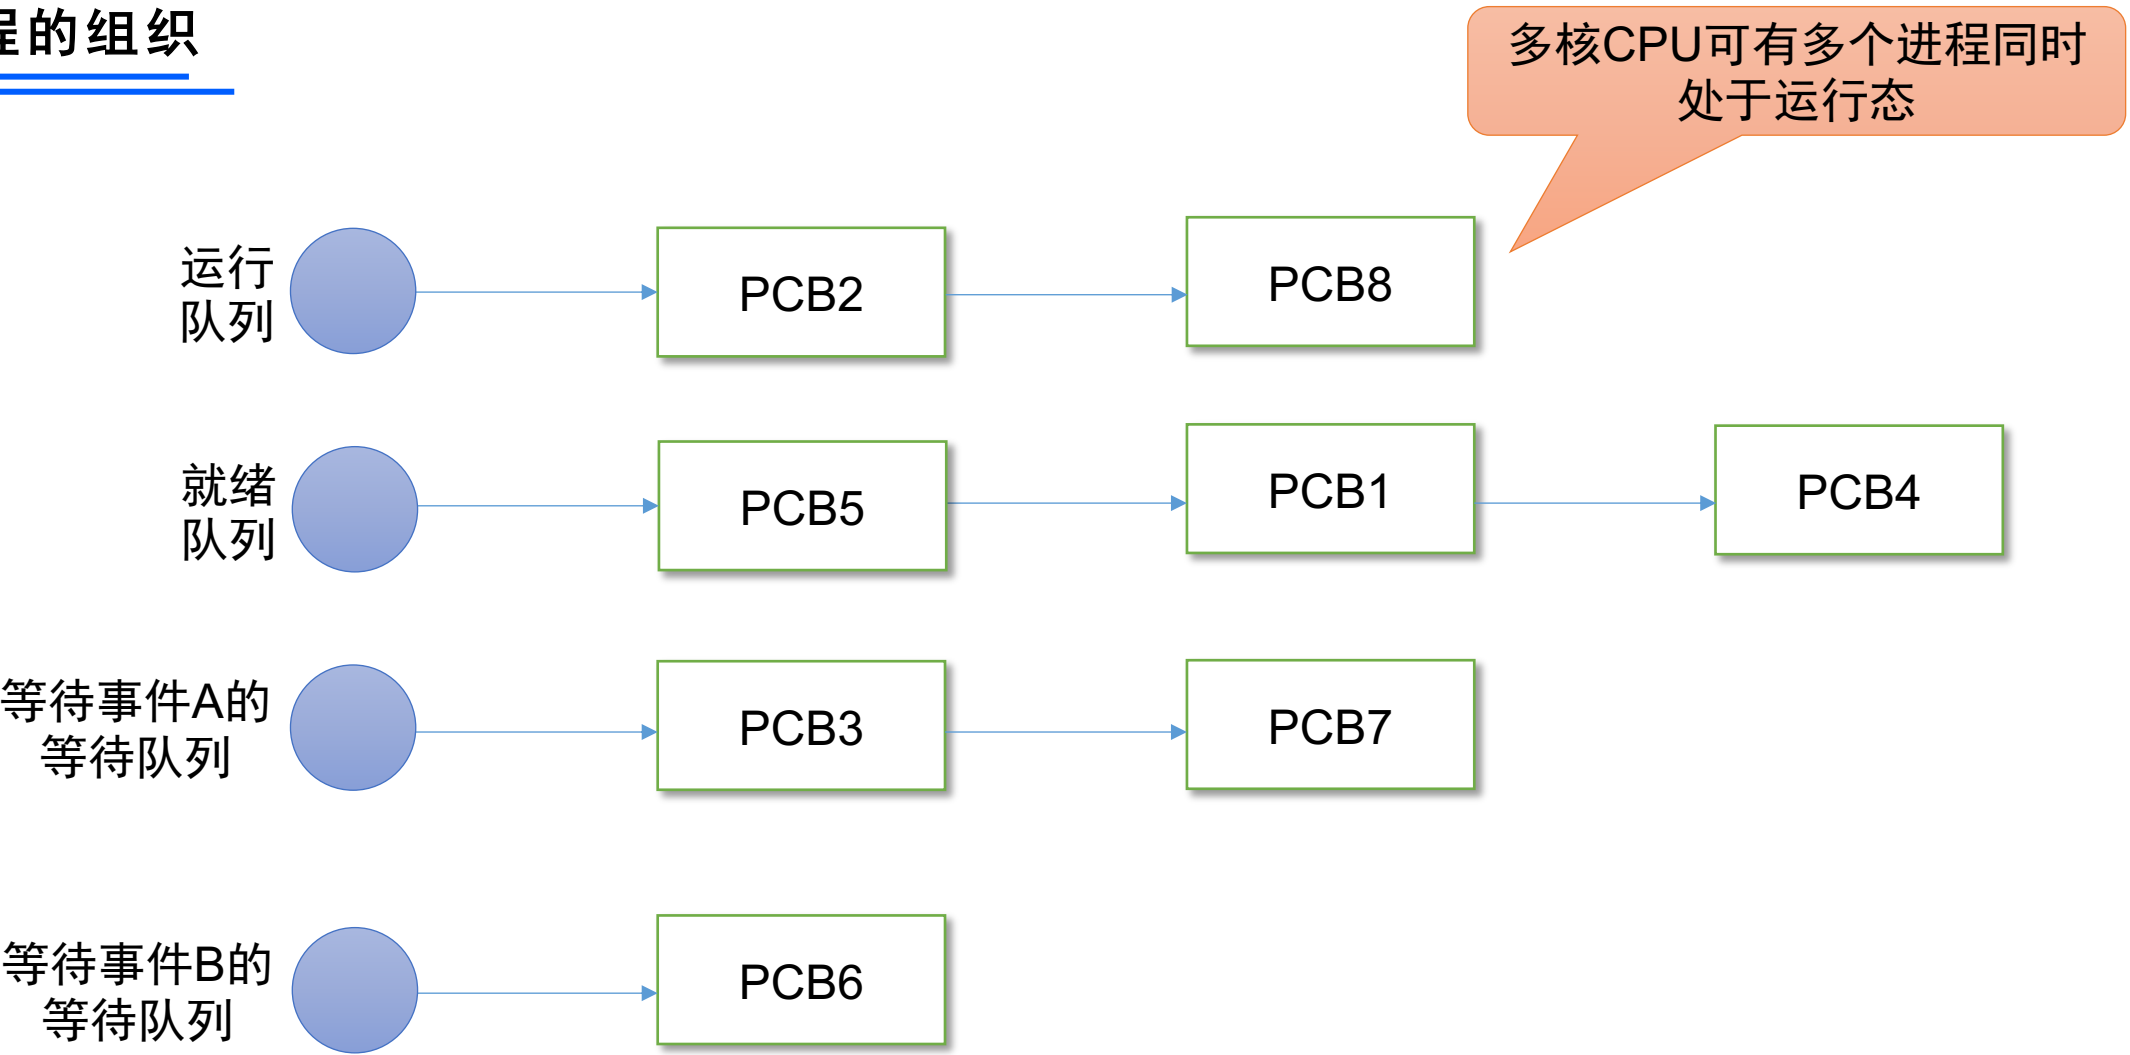 程的组织
多核CPU可有多个进程同时
处于运行态
运行
队列
PCB2
PCB8
就绪
队列
PCB5
PCB1
PCB4
等待事件A的
等待队列
PCB3
PCB7
等待事件B的
等待队列
PCB6